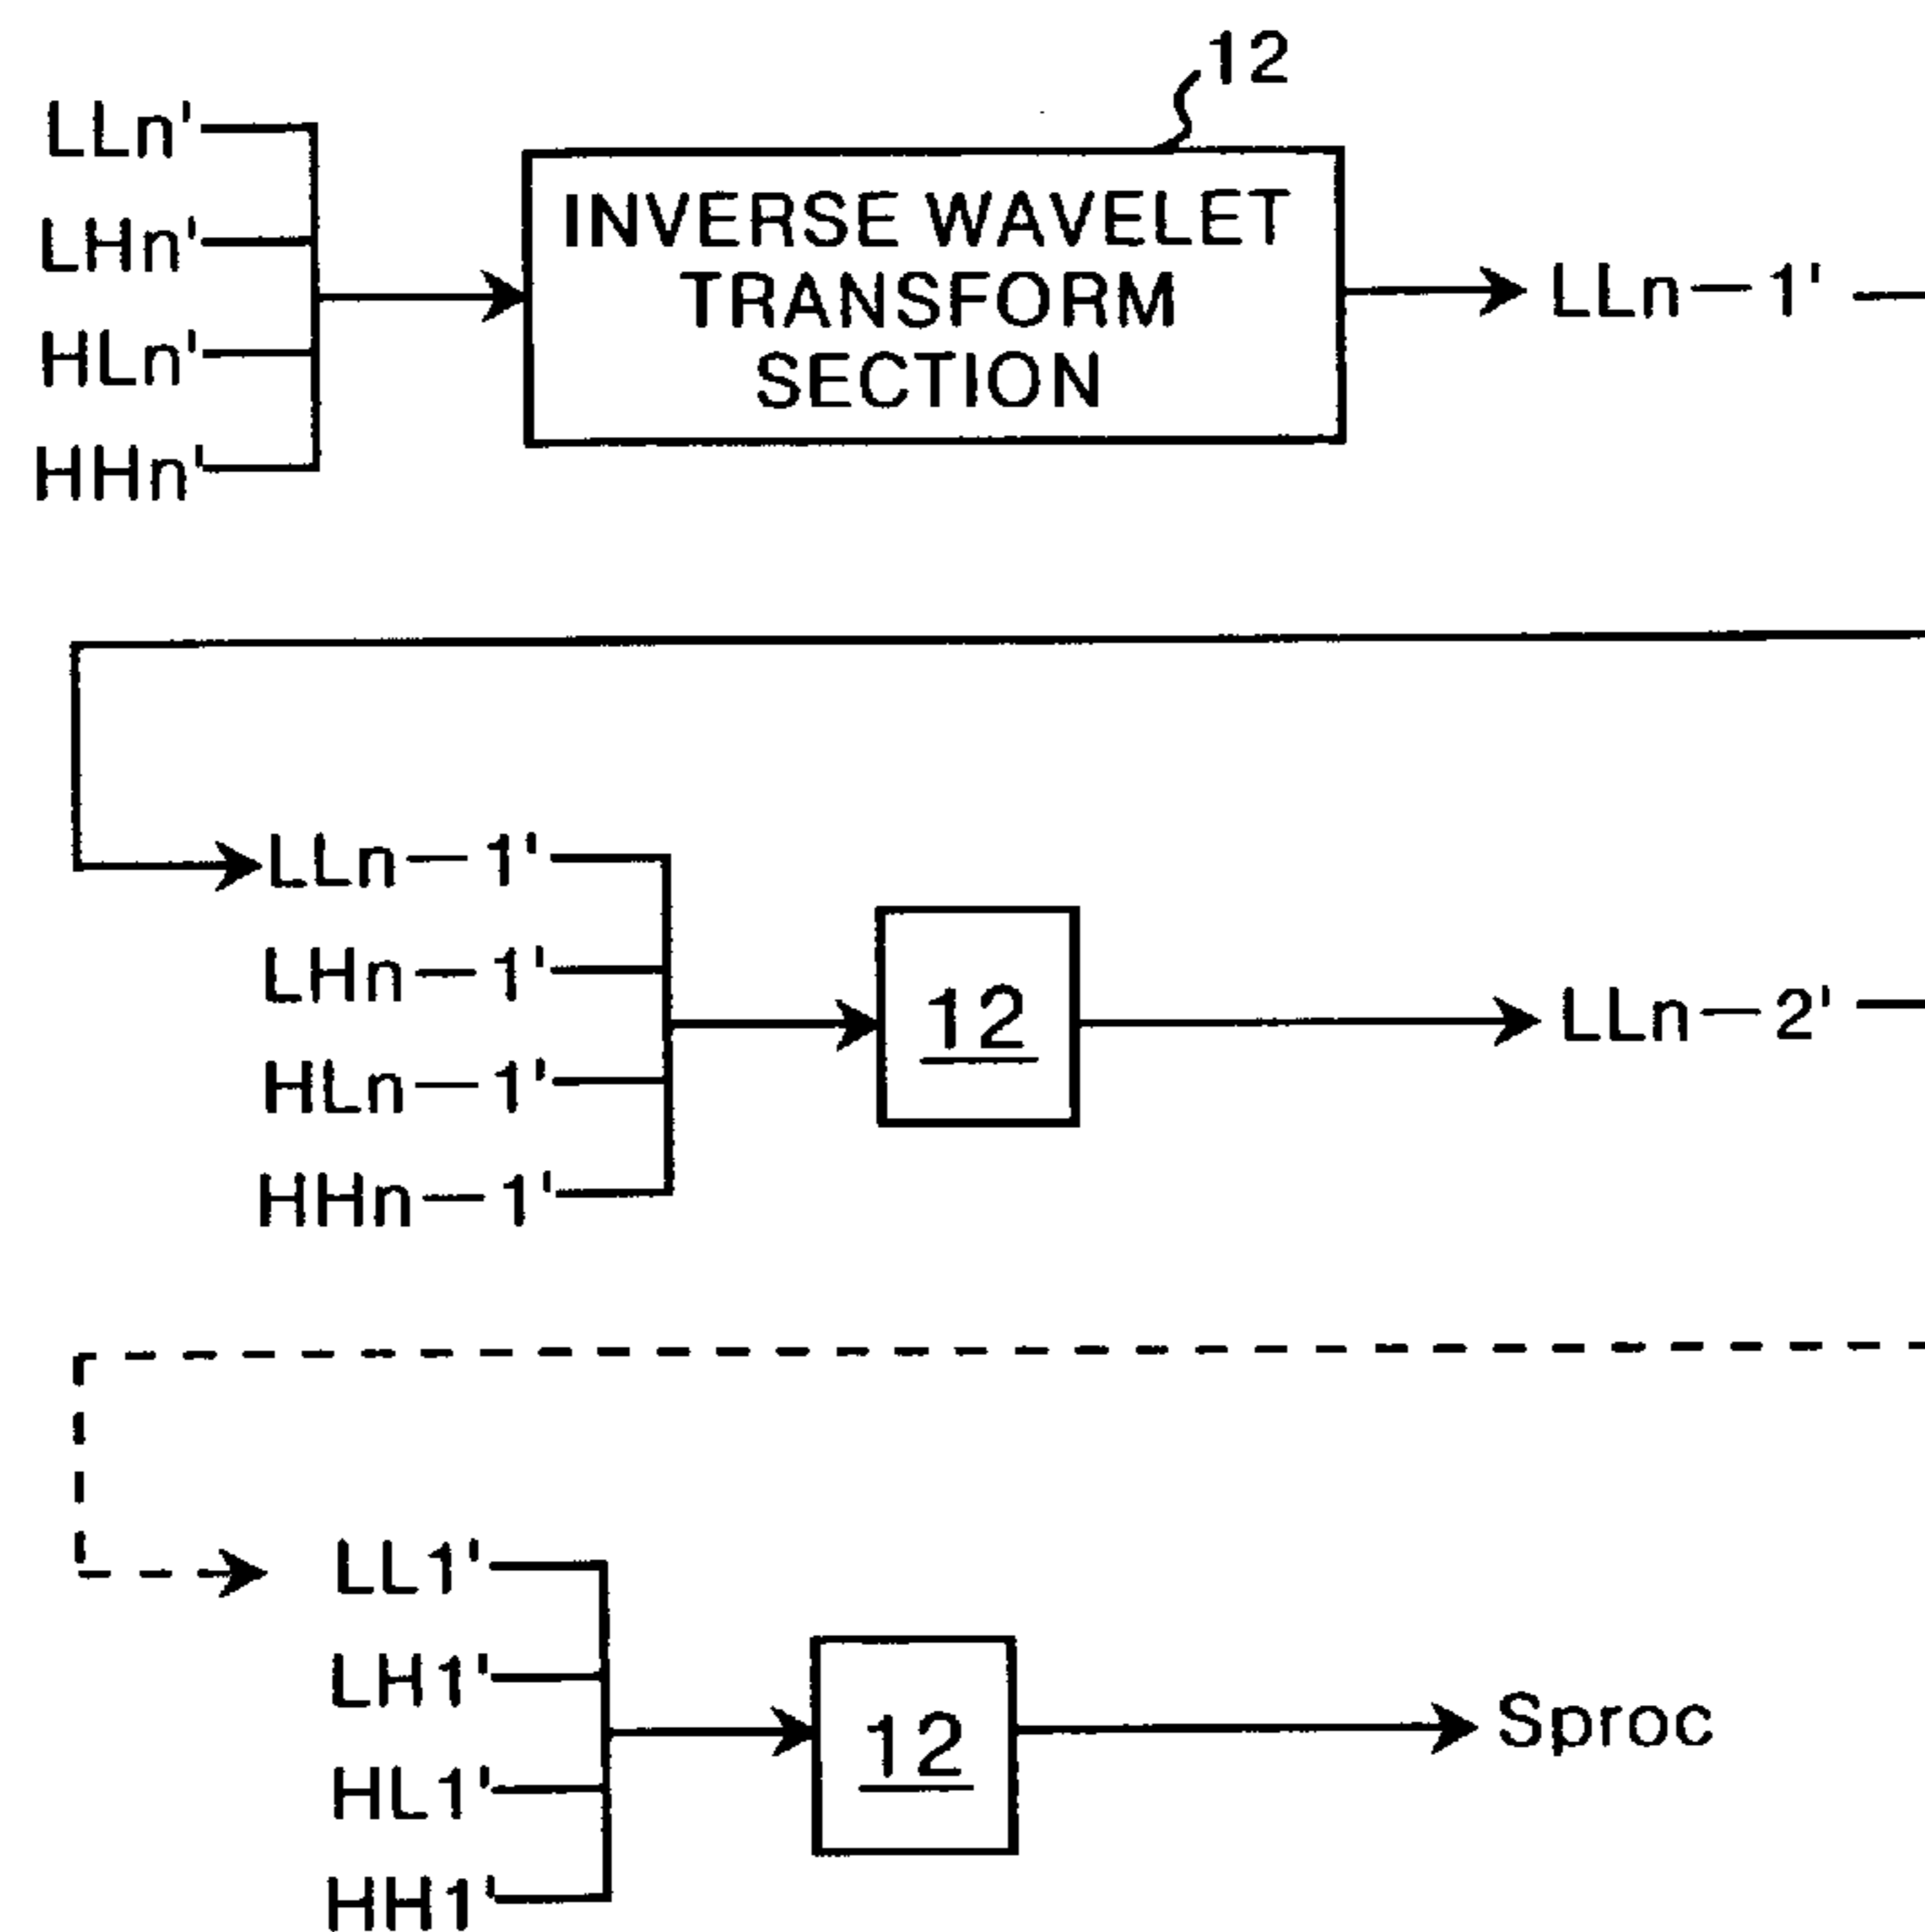 12
LLn'
LHn'
HLn'
HHn'
INVERSE WAVELET
TRANSFORM
SECTION
LLn—1'
LLn—1'
LHn—1'
HLn—1'
HHn—1'
12
LLn—2'
LL1'
LH1'
HL1'
HH1'
12
Sproc